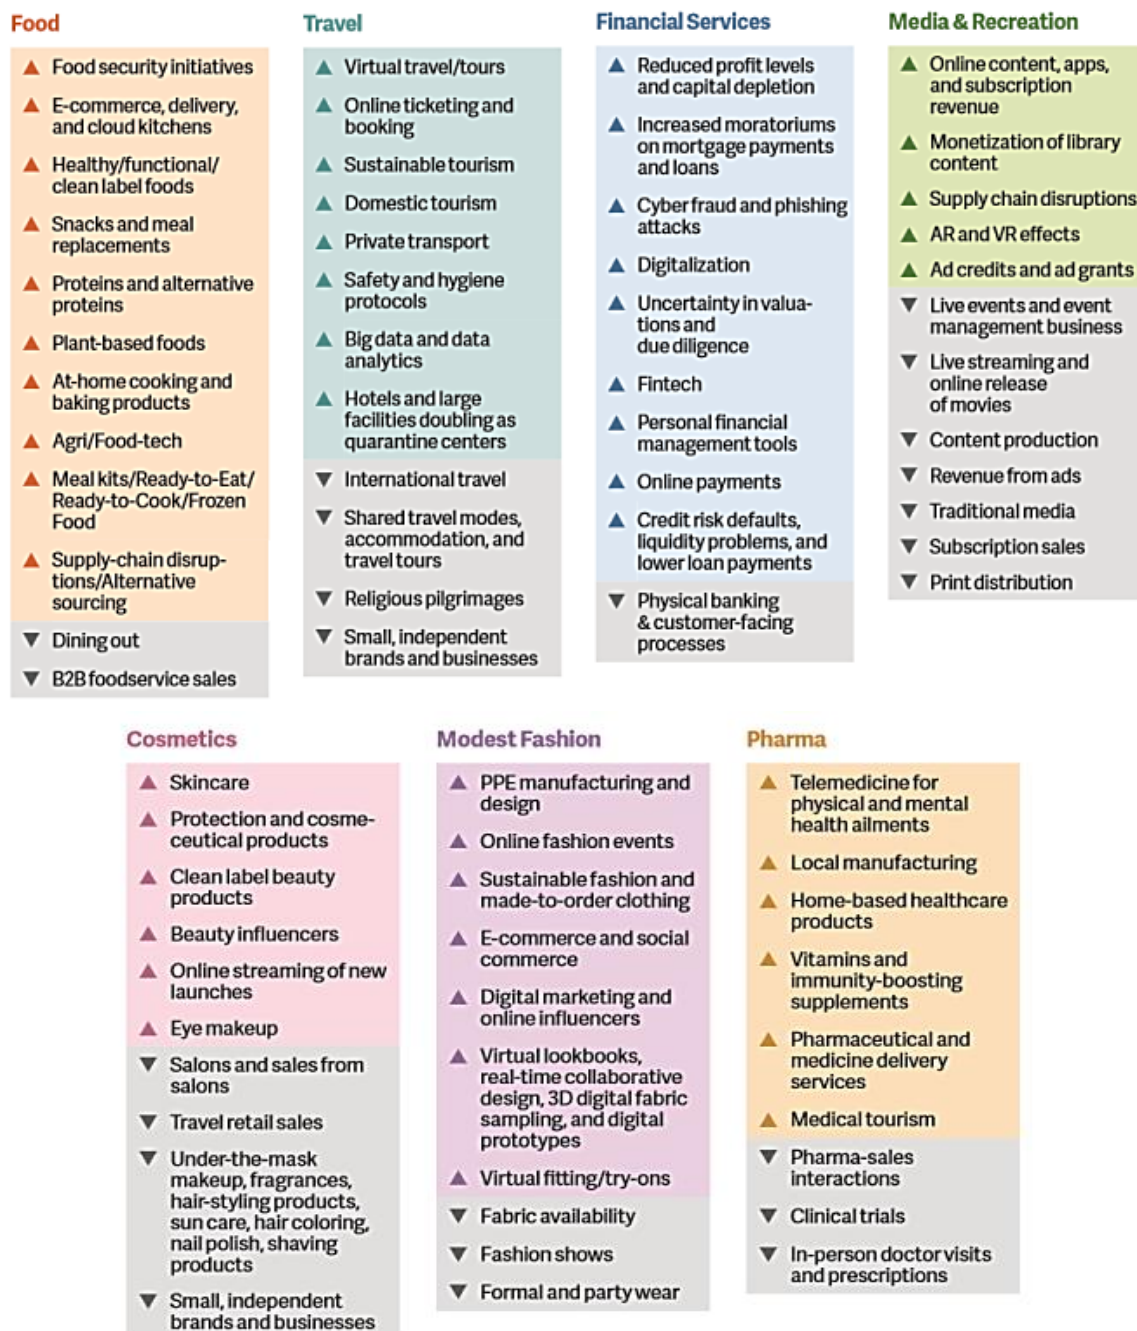 Food
▲ Food security initiatives
▲ E-commerce, delivery,
and cloud kitchens
▲ Healthy/functional/
clean label foods
▲ Snacks and meal
replacements
▲ Proteins and alternative
proteins
▲ Plant-based foods
▲ At-home cooking and
baking products
▲ Agri/Food-tech
▲ Meal kits/Ready-to-Eat/
Ready-to-Cook/Frozen
Food
▲ Supply-chain disrup-
tions/Alternative
sourcing
▼ Dining out
▼ B2B foodservice sales
Travel
▲ Virtual travel/tours
▲ Online ticketing and
booking
▲ Sustainable tourism
▲ Domestic tourism
▲ Private transport
▲ Safety and hygiene
protocols
▲ Big data and data
analytics
▲ Hotels and large
facilities doubling as
quarantine centers
▼ International travel
▼ Shared travel modes,
accommodation, and
travel tours
▼ Religious pilgrimages
▼ Small, independent
brands and businesses
Financial Services
▲ Reduced profit levels
and capital depletion
▲ Increased moratoriums
on mortgage payments
and loans
▲ Cyber fraud and phishing
attacks
▲ Digitalization
▲ Uncertainty in valua-
tions and
due diligence
▲ Fintech
▲ Personal financial
management tools
▲ Online payments
▲ Credit risk defaults,
liquidity problems, and
lower loan payments
▼ Physical banking
& customer-facing
processes
Media & Recreation
▲ Online content, apps,
and subscription
revenue
▲ Monetization of library
content
▲ Supply chain disruptions
▲ AR and VR effects
▲ Ad credits and ad grants
▼ Live events and event
management business
▼ Live streaming and
online release
of movies
▼ Content production
▼ Revenue from ads
▼ Traditional media
▼ Subscription sales
▼ Print distribution
Cosmetics
▲ Skincare
▲ Protection and cosme-
ceutical products
▲ Clean label beauty
products
▲ Beauty influencers
▲ Online streaming of new
launches
▲ Eye makeup
▼ Salons and sales from
salons
▼ Travel retail sales
▼ Under-the-mask
makeup, fragrances,
hair-styling products,
sun care, hair coloring,
nail polish, shaving
products
▼ Small, independent
brands and businesses
Modest Fashion
▲ PPE manufacturing and
design
▲ Online fashion events
▲ Sustainable fashion and
made-to-order clothing
▲ E-commerce and social
commerce
▲ Digital marketing and
online influencers
▲ Virtual lookbooks,
real-time collaborative
design, 3D digital fabric
sampling, and digital
prototypes
▲ Virtual fitting/try-ons
▼ Fabric availability
▼ Fashion shows
▼ Formal and party wear
Pharma
▲ Telemedicine for
physical and mental
health ailments
▲ Local manufacturing
▲ Home-based healthcare
products
▲ Vitamins and
immunity-boosting
supplements
▲ Pharmaceutical and
medicine delivery
services
▲ Medical tourism
▼ Pharma-sales
interactions
▼ Clinical trials
▼ In-person doctor visits
and prescriptions